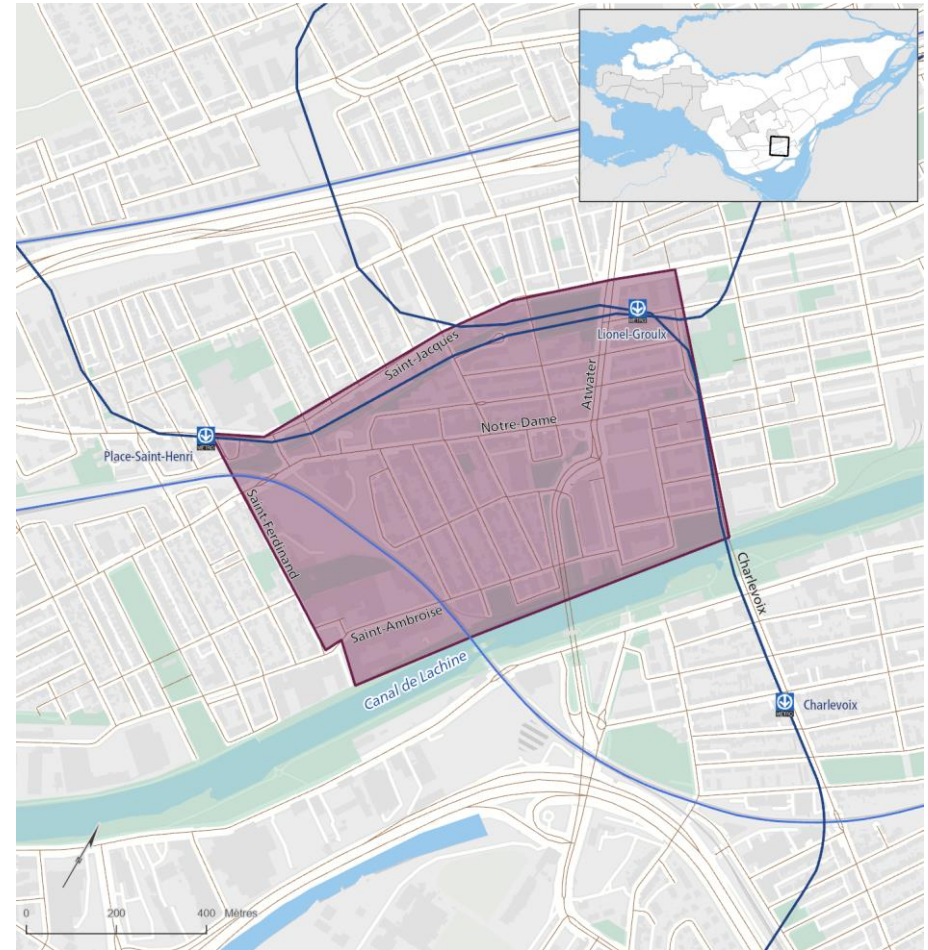 Lionel-Groulx
Saint-Jacques
Atwater
Notre-Dame
Place-Saint-Henri
Saint-Ferdinand
Charlevoix
Saint-Ambroise
Canal de Lachine
Charlevoix
0 200 400 Mètres